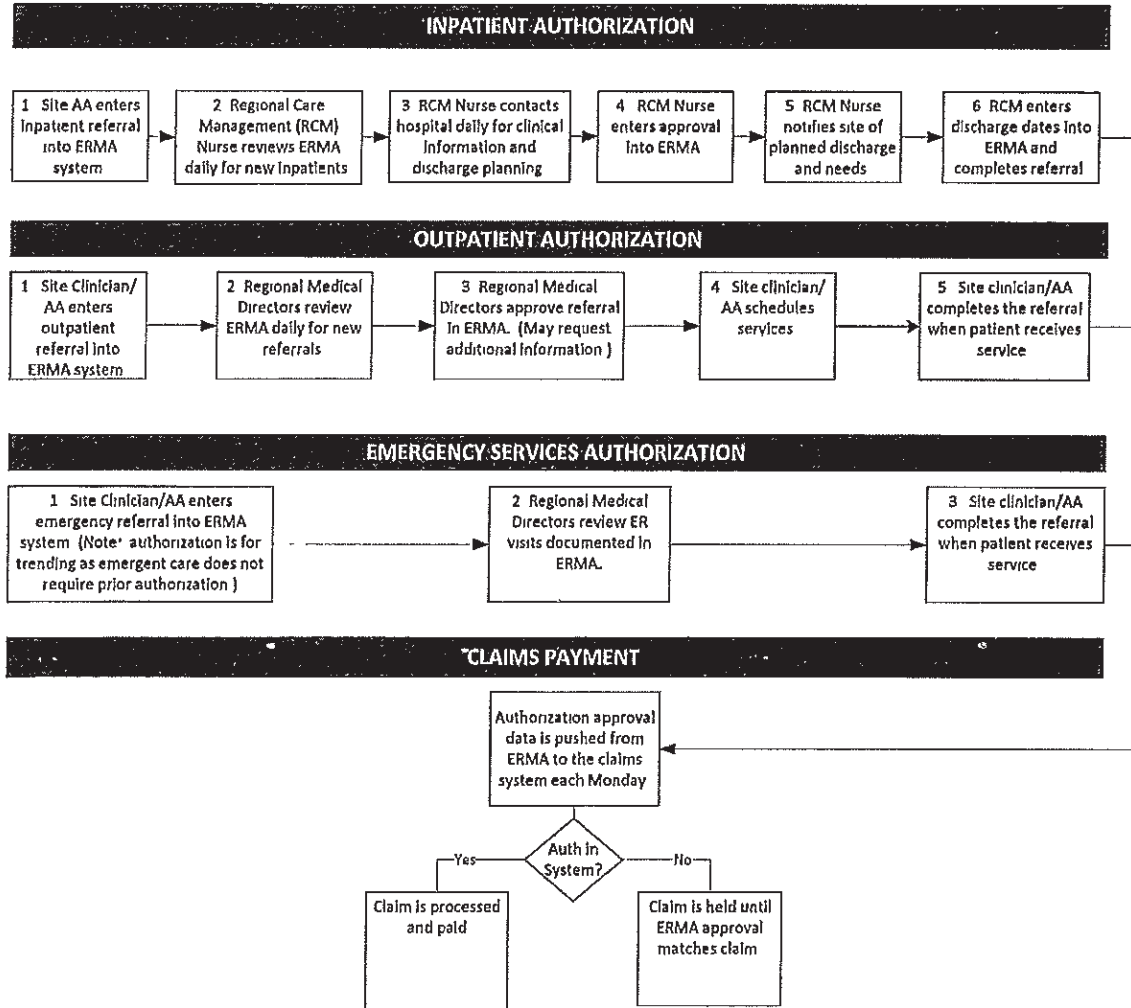 INPATIENT AUTHORIZATION
1 Site AA enters
inpatient referral
into ERMA
system
2 Regional Care
Management (RCM)
Nurse reviews ERMA
daily for new inpatients
3 RCM Nurse contacts
hospital daily for clinical
information and
discharge planning
4 RCM Nurse
enters approval
into ERMA
5 RCM Nurse
notifies site of
planned discharge
and needs
6 RCM enters
discharge dates into
ERMA and
completes referral
OUTPATIENT AUTHORIZATION
1 Site Clinician/
AA enters
outpatient
referral into
ERMA system
2 Regional Medical
Directors review
ERMA daily for new
referrals
3 Regional Medical
Directors approve referral
in ERMA. (May request
additional information )
4 Site clinician/
AA schedules
services
5 Site clinician/AA
completes the referral
when patient receives
service
EMERGENCY SERVICES AUTHORIZATION
1 Site Clinician/AA enters
emergency referral into ERMA
system (Note: authorization is for
trending as emergent care does not
require prior authorization )
2 Regional Medical
Directors review ER
visits documented in
ERMA.
3 Site clinician/AA
completes the referral
when patient receives
service
CLAIMS PAYMENT
Authorization approval
data is pushed from
ERMA to the claims
system each Monday
Auth in
System?
Yes
No
Claim is processed
and paid
Claim is held until
ERMA approval
matches claim